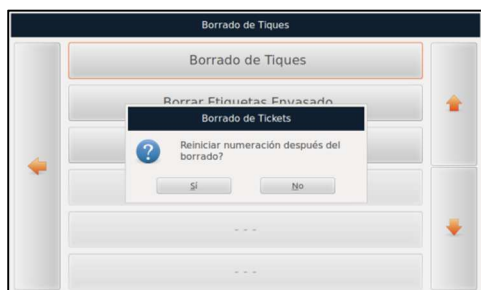 Borrado de Tiques
Borrado de Tiques
Borrar Etiquetas Envasado
Borrado de Tickets
Reiniciar numeración después del
borrado?
Sí
No
- - -
- - -